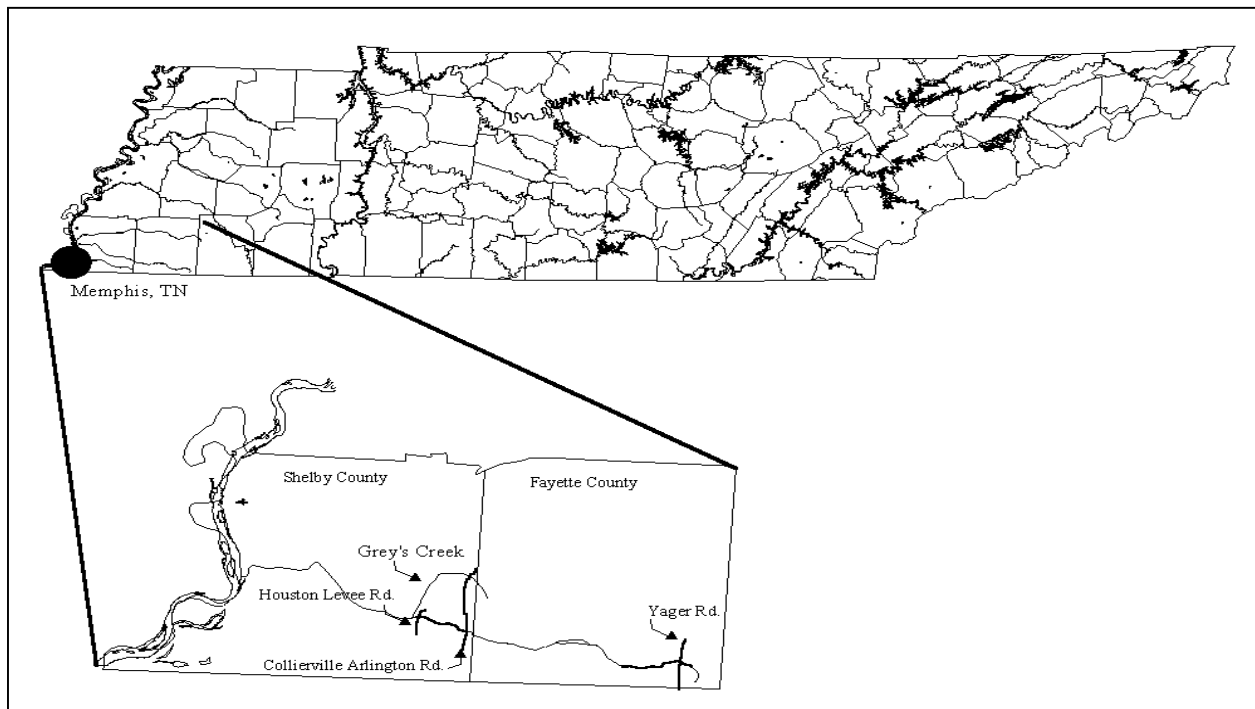 Memphis, TN
Shelby County
Fayette County
Grey's Creek
Houston Levee Rd.
Yager Rd.
Collierville Arlington Rd.